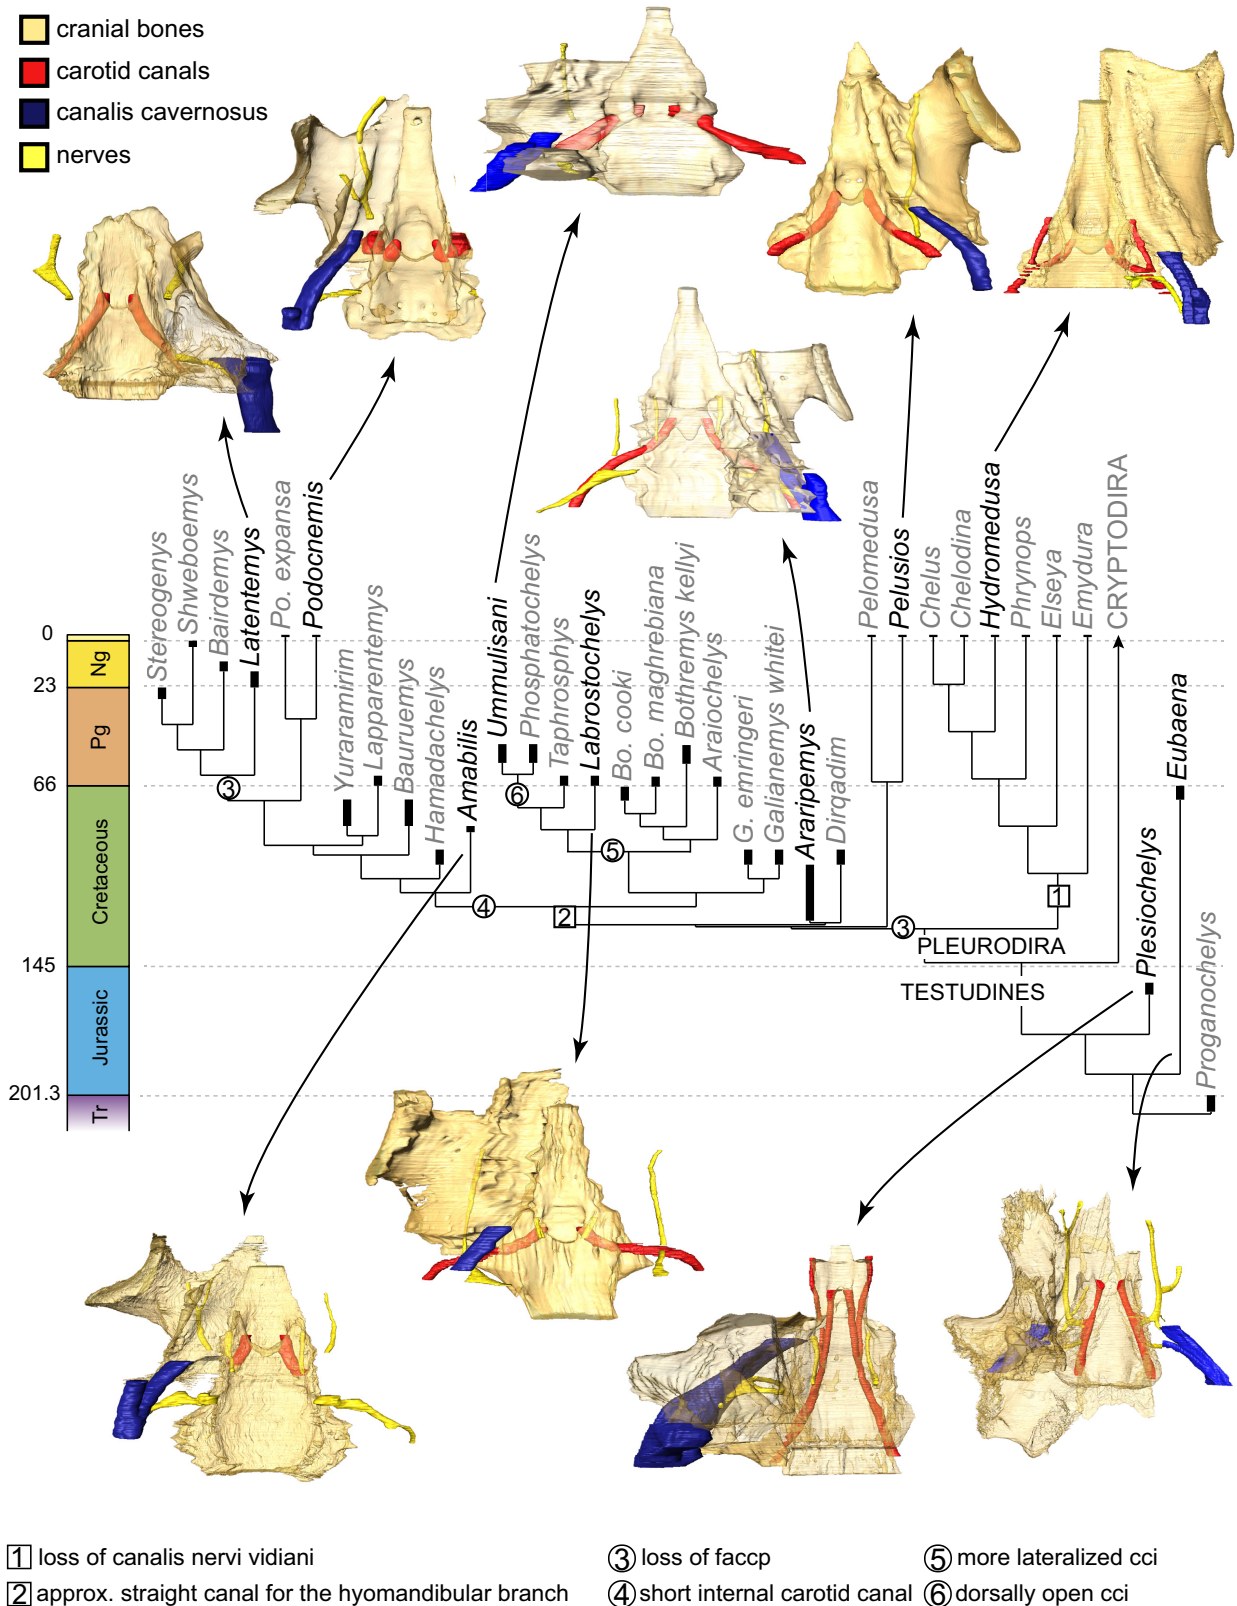 cranial bones
carotid canals
canalis cavernosus
nerves
Stereogenys
Shweboemys
Bairdemys
Latentemys
Po. expansa
Podocnemis
Yuraramirim
Lapparentemys
Bauruemys
Hamadachelys
Amabilis
Ummulisani
Phosphatochelys
Taphrosphys
Labrostochelys
Bo. cooki
Bo. maghrebiana
Bothremys kellyi
Araiochelys
G. emringeri
Galianemys whitei
Araripemys
Dirqadim
Pelomedusa
Pelusios
Chelus
Chelodina
Hydromedusa
Phrynops
Elseya
Emydura
CRYPTODIRA
Plesiochelys
Eubaena
Proganochelys
0
Ng
23
Pg
66
Cretaceous
145
Jurassic
201.3
Tr
3
6
5
4
2
3
1
PLEURODIRA
TESTUDINES
1 loss of canalis nervi vidiani
2 approx. straight canal for the hyomandibular branch
3 loss of faccp
4 short internal carotid canal
5 more lateralized cci
6 dorsally open cci